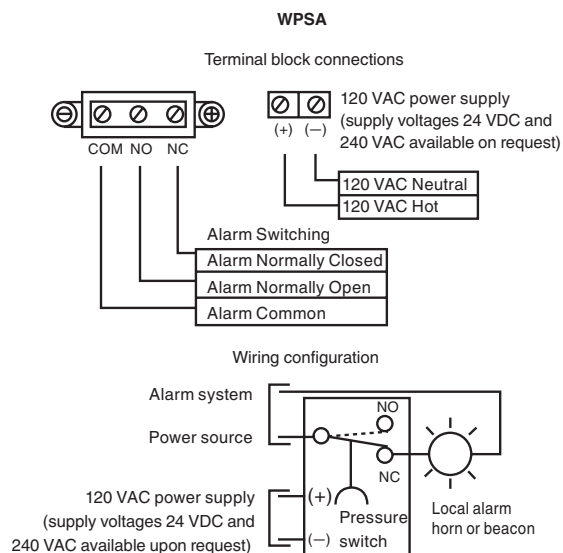 WPSA
Terminal block connections
COM NO NC
(+) (—)
120 VAC power supply
(supply voltages 24 VDC and
240 VAC available on request)
120 VAC Neutral
120 VAC Hot
Alarm Switching
Alarm Normally Closed
Alarm Normally Open
Alarm Common
Wiring configuration
Alarm system
Power source
NO
NC
120 VAC power supply
(supply voltages 24 VDC and
240 VAC available upon request)
(+)
(—)
Pressure
switch
Local alarm
horn or beacon